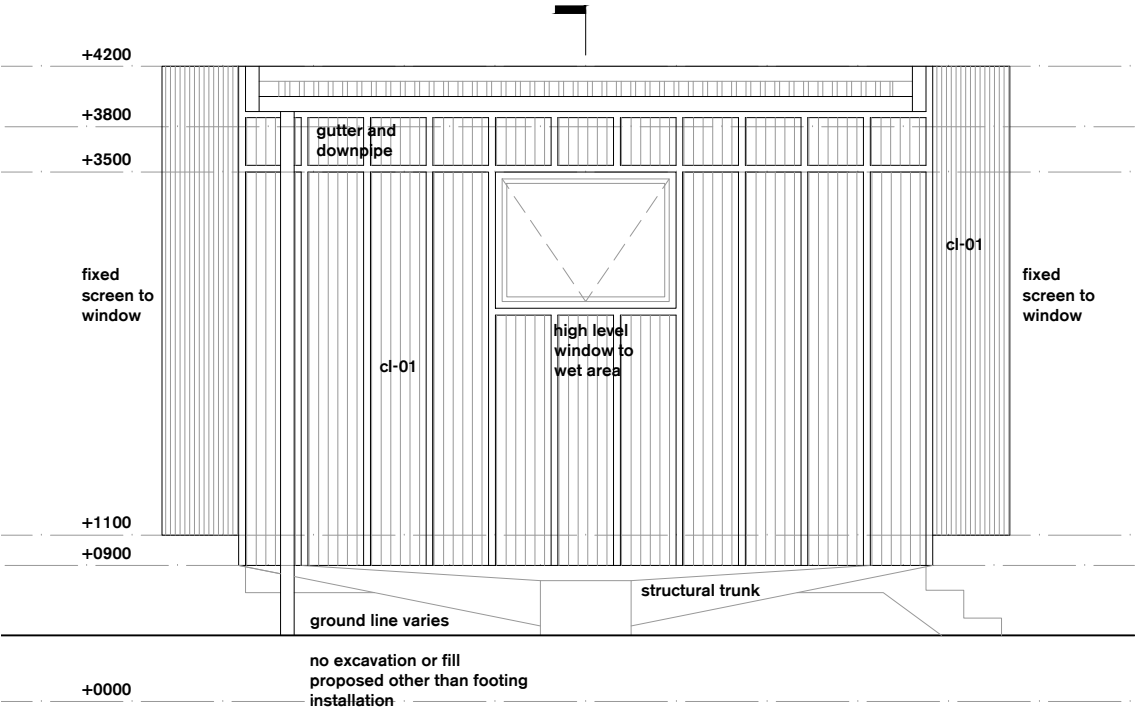 +4200
+3800
gutter and
downpipe
+3500
cl-01
fixed
screen to
window
fixed
screen to
window
high level
window to
wet area
cl-01
+1100
+0900
structural trunk
ground line varies
no excavation or fill
proposed other than footing
installation
+0000